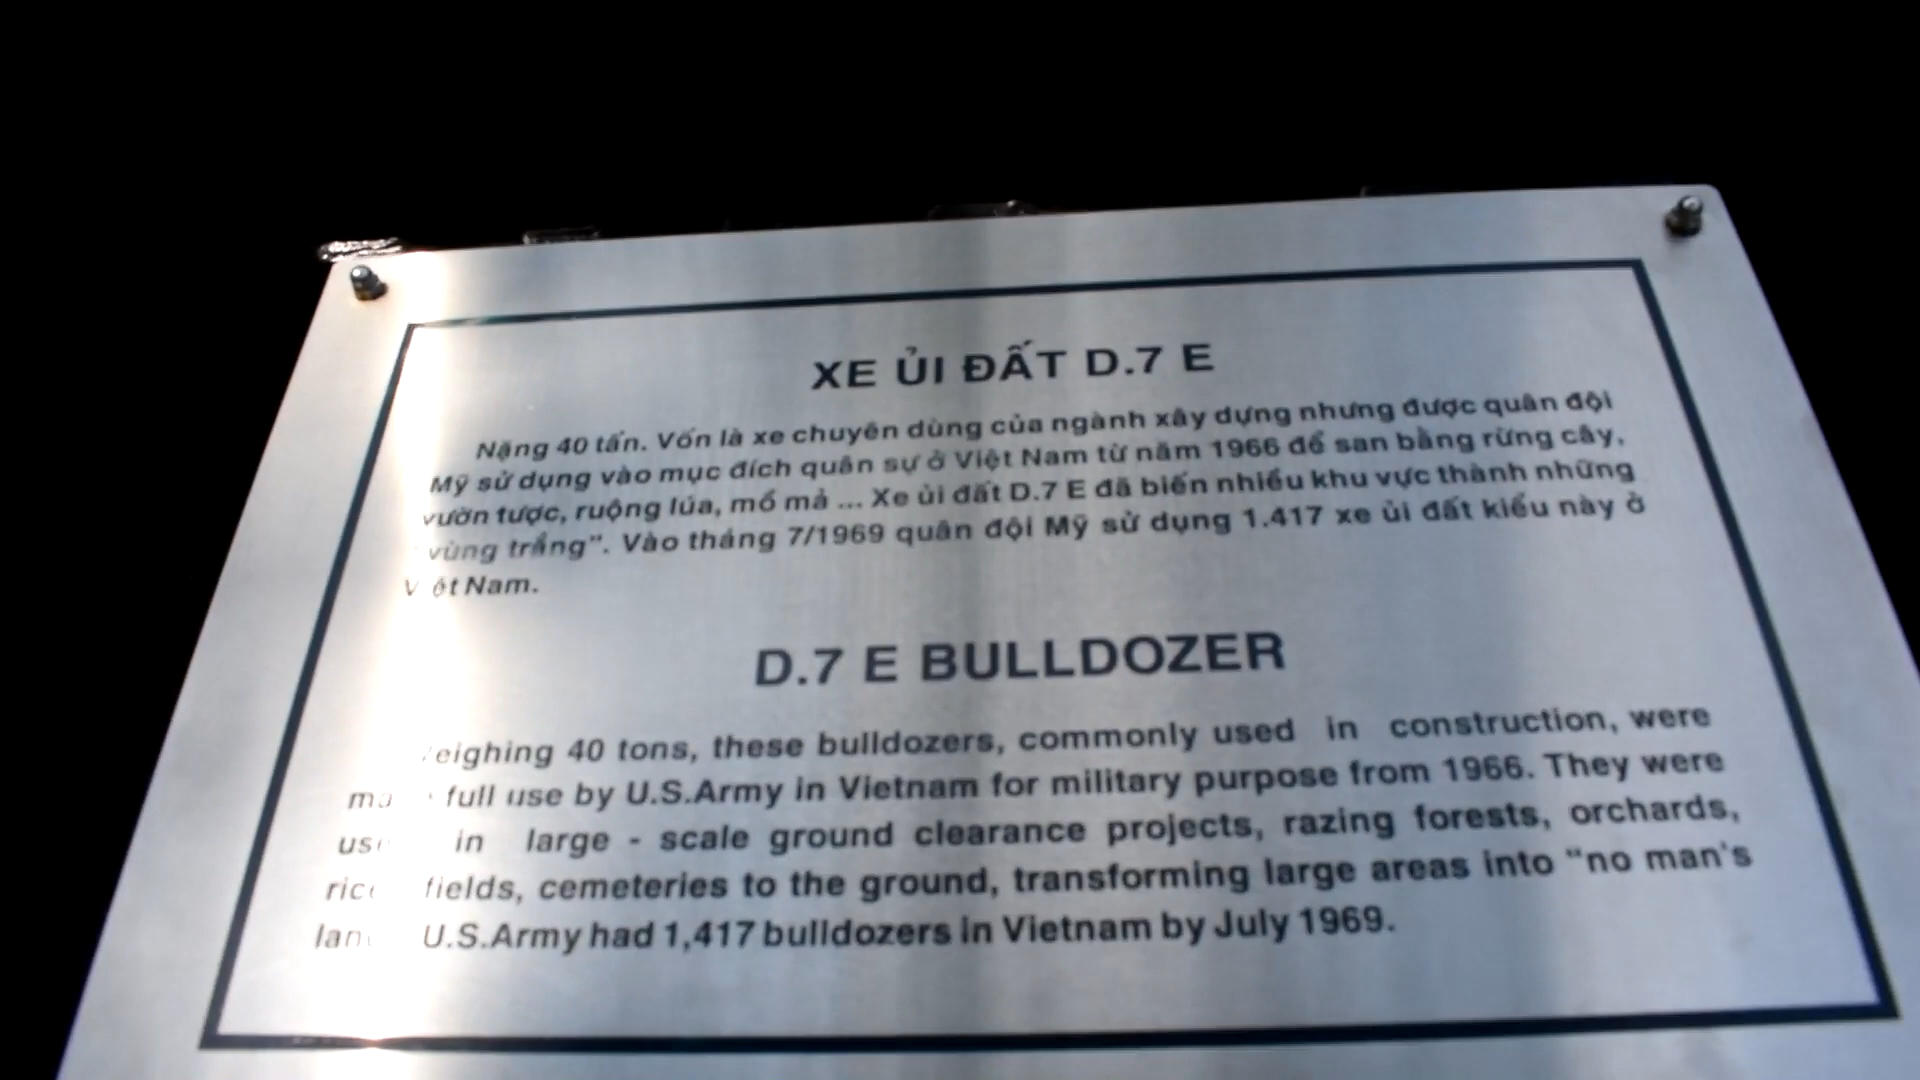 XE ỦI ĐẤT D.7 E
Nặng 40 tấn. Vốn là xe chuyên dùng của ngành xây dựng nhưng được quân đội
Mỹ sử dụng vào mục đích quân sự ở Việt Nam từ năm 1966 để san bằng rừng cây,
vườn tược, ruộng lúa, mồ mả ... Xe ủi đất D.7 E đã biến nhiều khu vực thành những
vùng trắng". Vào tháng 7/1969 quân đội Mỹ sử dụng 1.417 xe ủi đất kiểu này ở
Nam.
D.7 E BULLDOZER
40 tons, these bulldozers, commonly used in construction, were
full use by U.S.Army in Vietnam for military purpose from 1966. They were
in large - scale ground clearance projects, razing forests, orchards,
fields, cemeteries to the ground, transforming large areas into "no man's
U.S.Army had 1,417 bulldozers in Vietnam by July 1969.